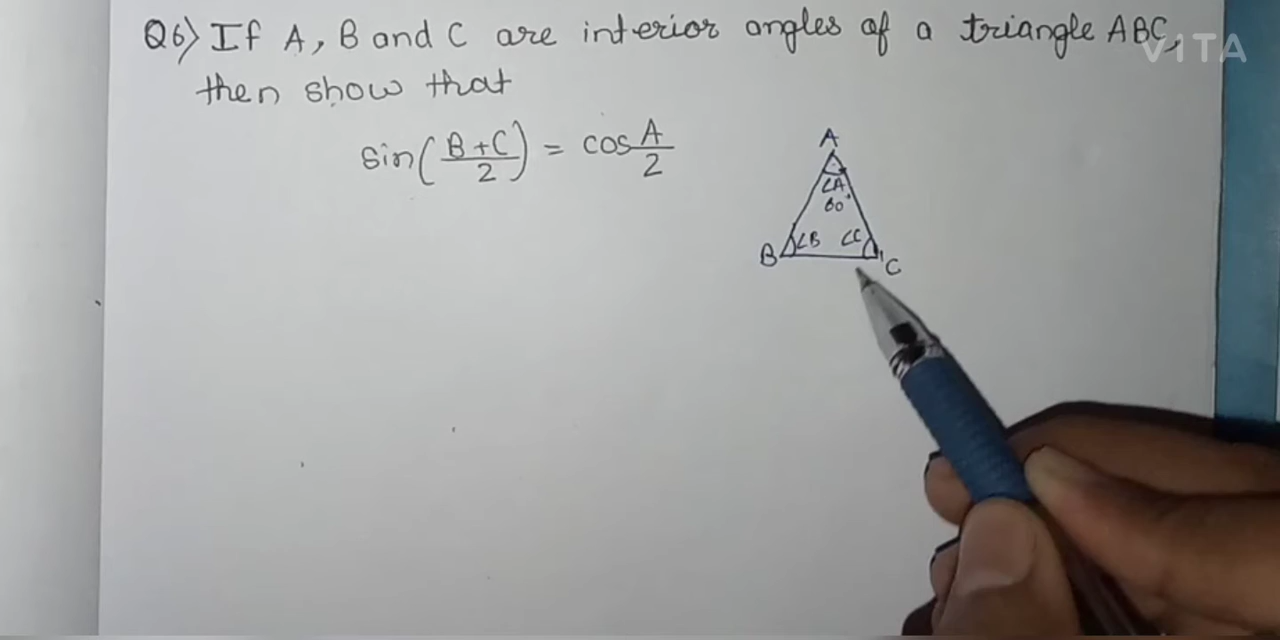 Q6) If A, B and C are interior angles of a triangle ABC,
VITA
then show that
sin(B+C/2) = cos A/2
A
∠A
60°
∠B ∠C
B C